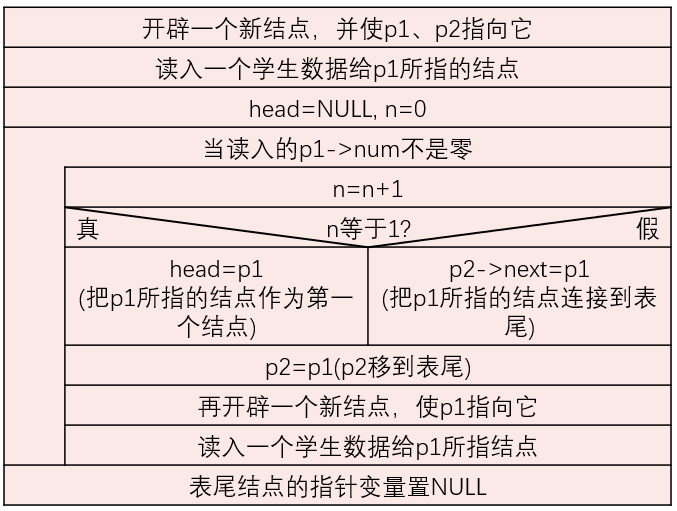 开辟一个新结点，并使p1、p2指向它
读入一个学生数据给p1所指的结点
head=NULL, n=0
当读入的p1->num不是零
n=n+1
真
n等于1?
假
head=p1
(把p1所指的结点作为第一
个结点)
p2->next=p1
(把p1所指的结点连接到表
尾)
p2=p1(p2移到表尾)
再开辟一个新结点，使p1指向它
读入一个学生数据给p1所指结点
表尾结点的指针变量置NULL